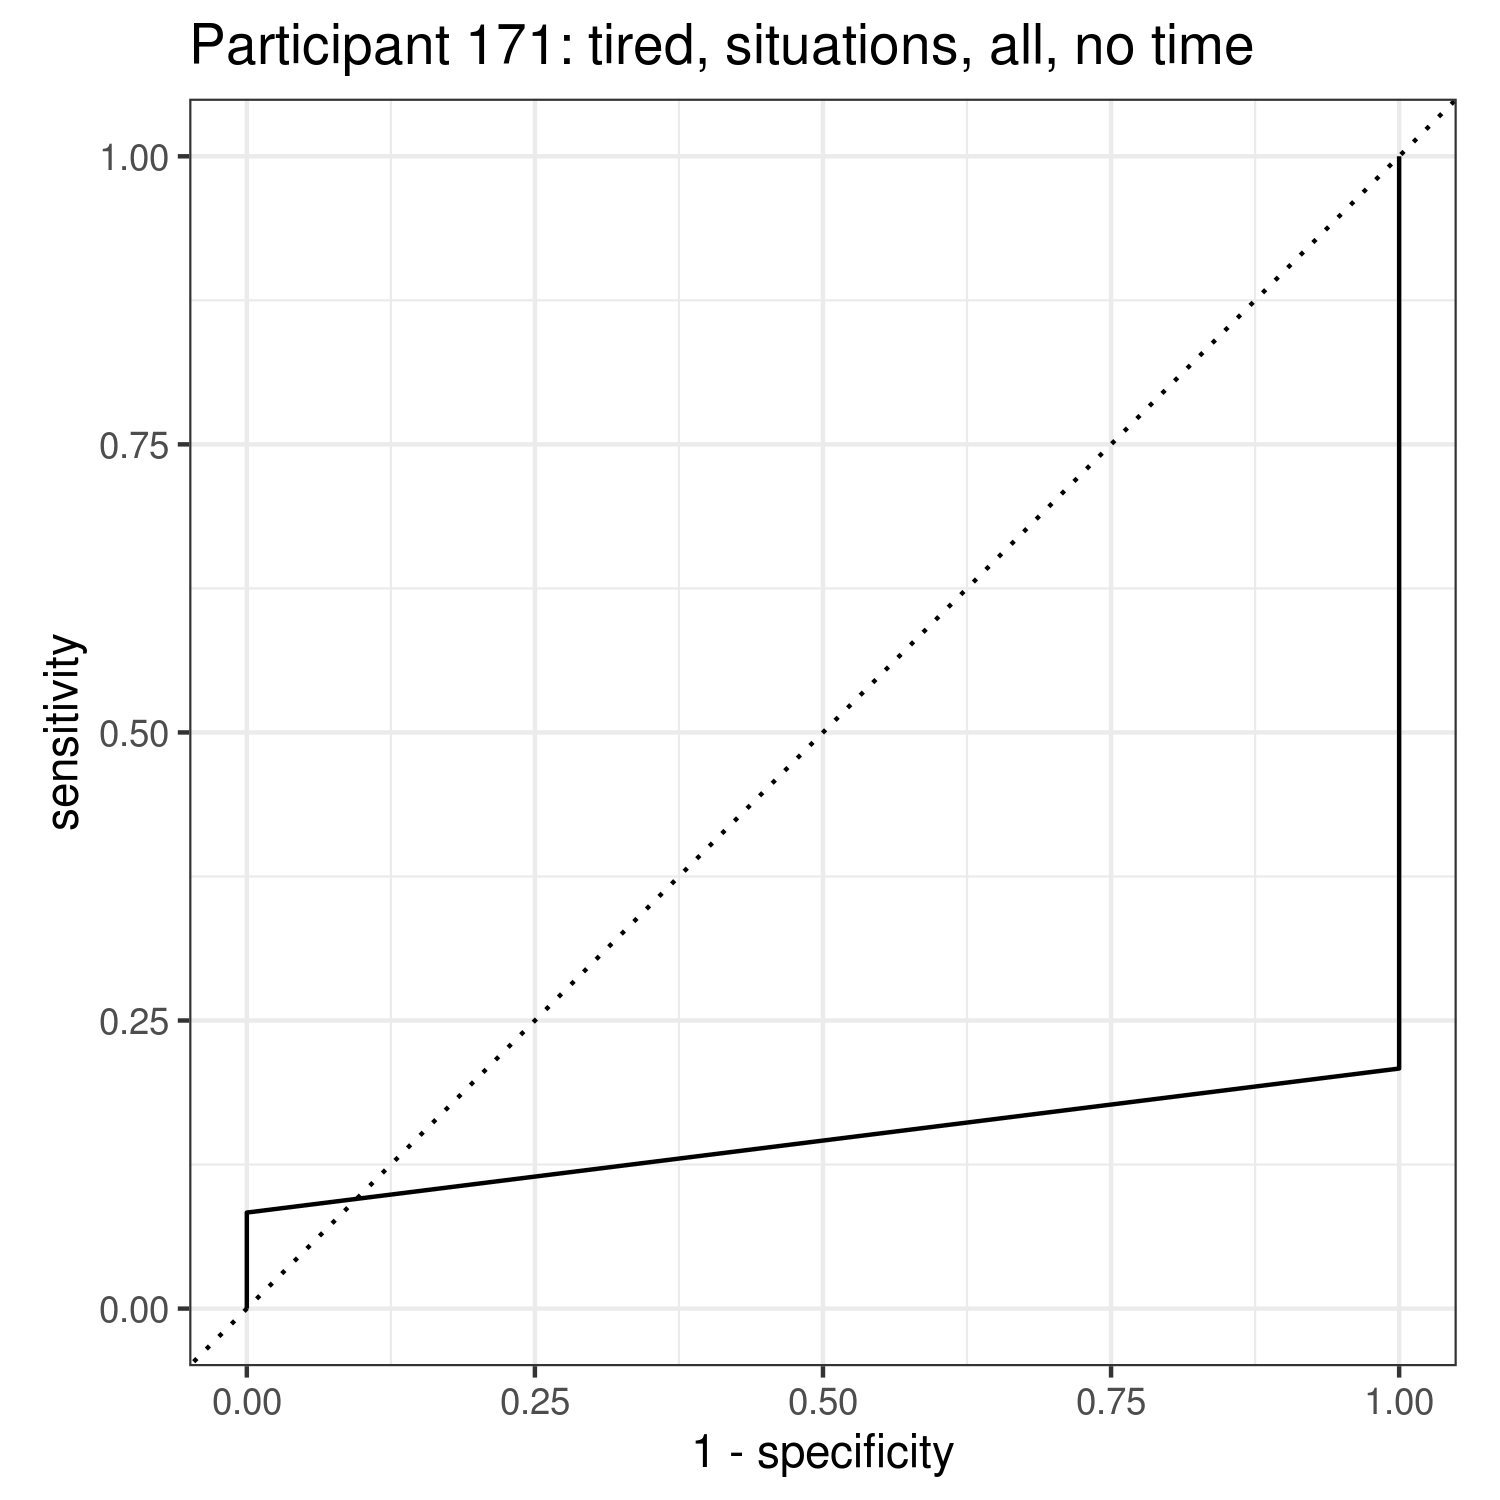 Participant 171: tired, situations, all, no time
1.00
0.75
0.50
0.25
0.00
sensitivity
0.00 0.25 0.50 0.75 1.00
1 - specificity